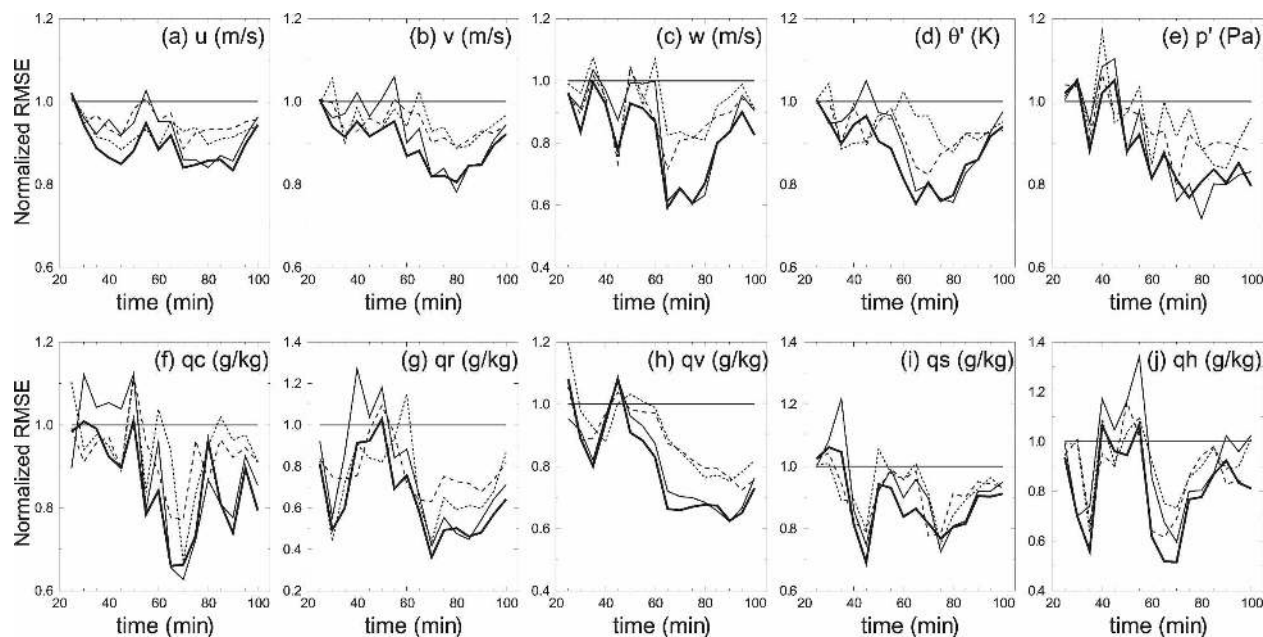 1.2 1.2 1.2 1.2 1.2
(a) u (m/s) (b) v (m/s) (c) w (m/s) (d) θ' (K) (e) p' (Pa)
Normalized RMSE
1.0 1.0 1.0 1.0 1.0
0.8 0.8 0.8 0.8 0.8
0.6
0.6 0.6 0.4 0.6 0.6
20 40 60 80 100 20 40 60 80 100 20 40 60 80 100 20 40 60 80 100 20 40 60 80 100
time (min) time (min) time (min) time (min) time (min)
1.2 1.4 1.2 1.4 1.4
(f) qc (g/kg) (g) qr (g/kg) (h) qv (g/kg) (i) qs (g/kg) (j) qh (g/kg)
Normalized RMSE
1.2 1.2 1.2
1.0 1.0 1.0 1.0 1.0
0.8 0.8 0.8 0.8 0.8
0.6 0.6 0.6
0.4
0.6 0.2 0.4 0.6 0.4
20 40 60 80 100 20 40 60 80 100 20 40 60 80 100 20 40 60 80 100 20 40 60 80 100
time (min) time (min) time (min) time (min) time (min)